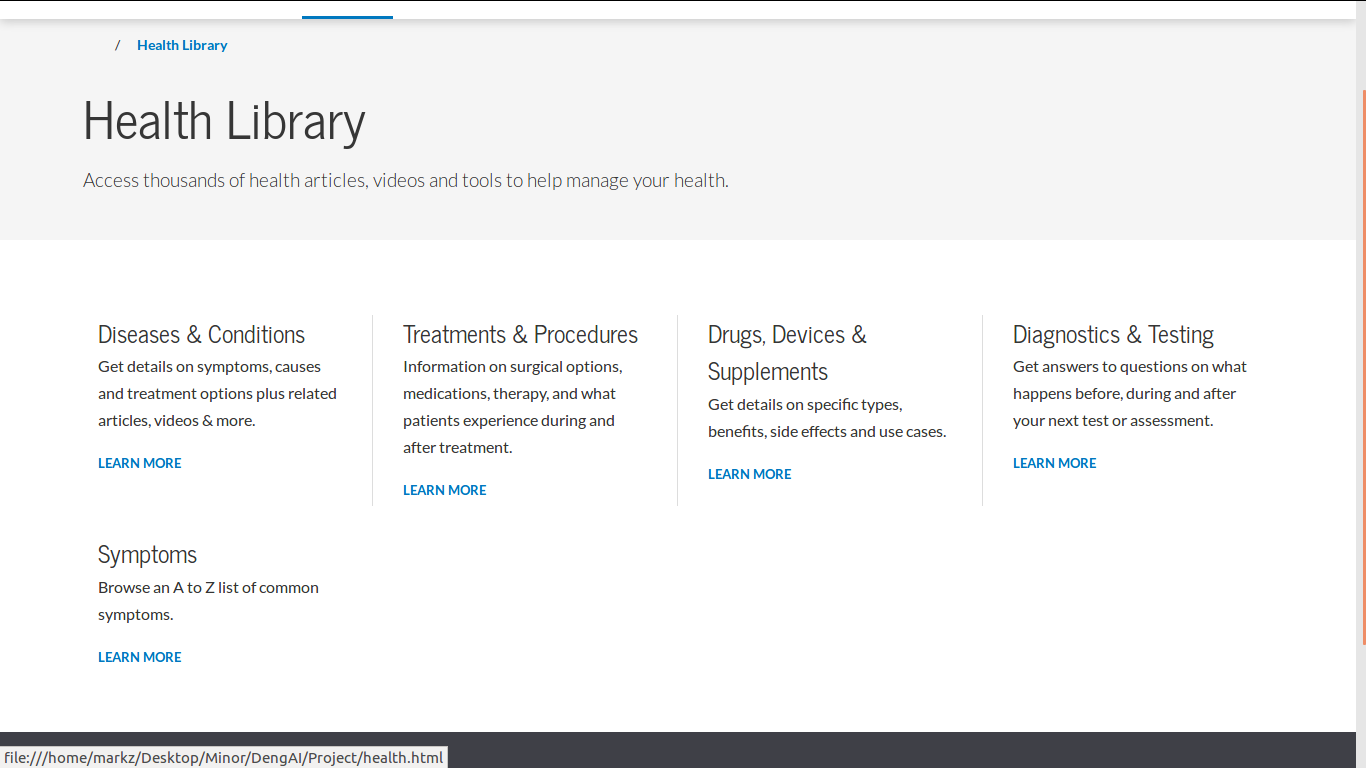 / Health Library
Health Library
Access thousands of health articles, videos and tools to help manage your health.
Diseases & Conditions
Get details on symptoms, causes
and treatment options plus related
articles, videos & more.
LEARN MORE
Treatments & Procedures
Information on surgical options,
medications, therapy, and what
patients experience during and
after treatment.
LEARN MORE
Drugs, Devices &
Supplements
Get details on specific types,
benefits, side effects and use cases.
LEARN MORE
Diagnostics & Testing
Get answers to questions on what
happens before, during and after
your next test or assessment.
LEARN MORE
Symptoms
Browse an A to Z list of common
symptoms.
LEARN MORE
file:///home/markz/Desktop/Minor/DengAI/Project/health.html